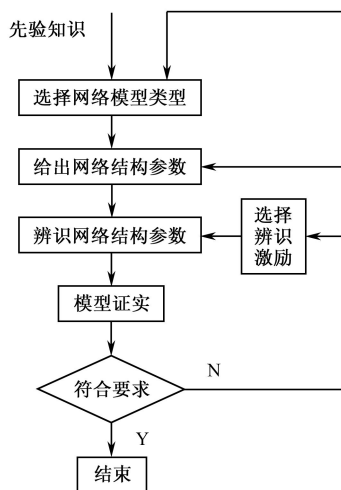 先验知识
选择网络模型类型
给出网络结构参数
辨识网络结构参数
选择
辨识
激励
模型证实
符合要求
N
Y
结束